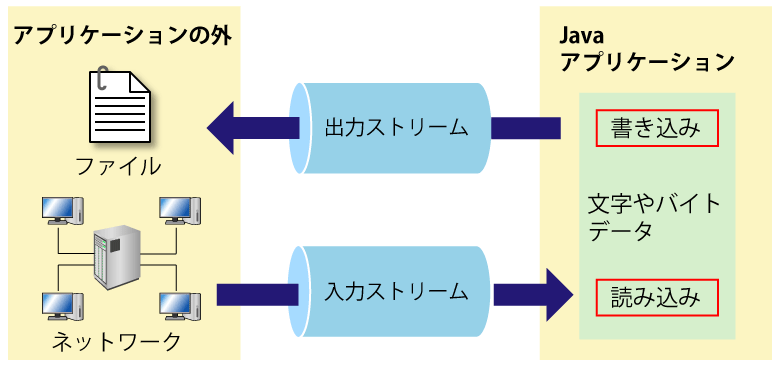 アプリケーションの外
ファイル
ネットワーク
出力ストリーム
入力ストリーム
Java
アプリケーション
書き込み
文字やバイト
データ
読み込み